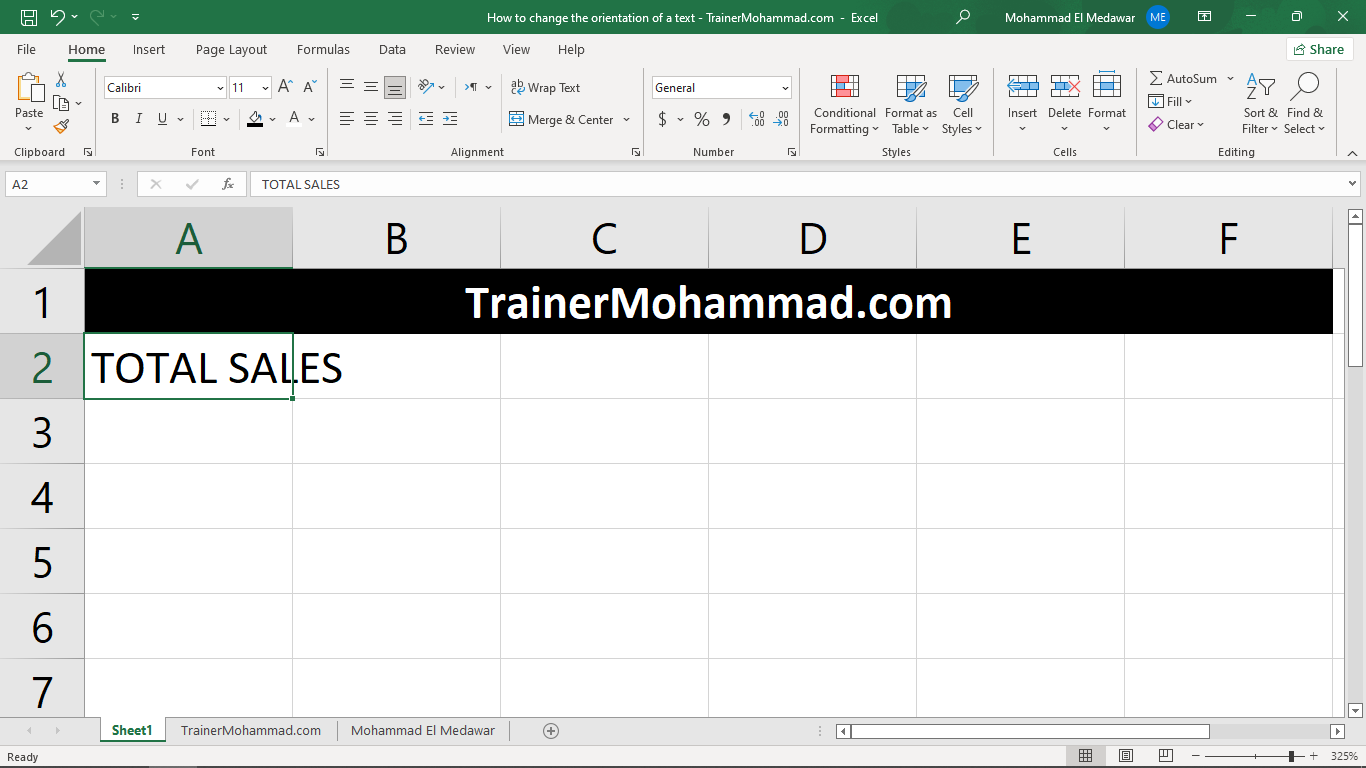 How to change the orientation of a text - TrainerMohammad.com - Excel
Mohammad El Medawar ME
File Home Insert Page Layout Formulas Data Review View Help Share
Paste
Calibri 11
B I U A
Wrap Text
Merge & Center
General
$ % 9
Conditional Formatting
Format as Table
Cell Styles
Insert Delete Format
AutoSum
Fill
Clear
Sort & Filter
Find & Select
Clipboard Font Alignment Number Styles Cells Editing
A2 fx TOTAL SALES
A B C D E F
1 TrainerMohammad.com
2 TOTAL SALES
3
4
5
6
7
Sheet1 TrainerMohammad.com Mohammad El Medawar
Ready 325%